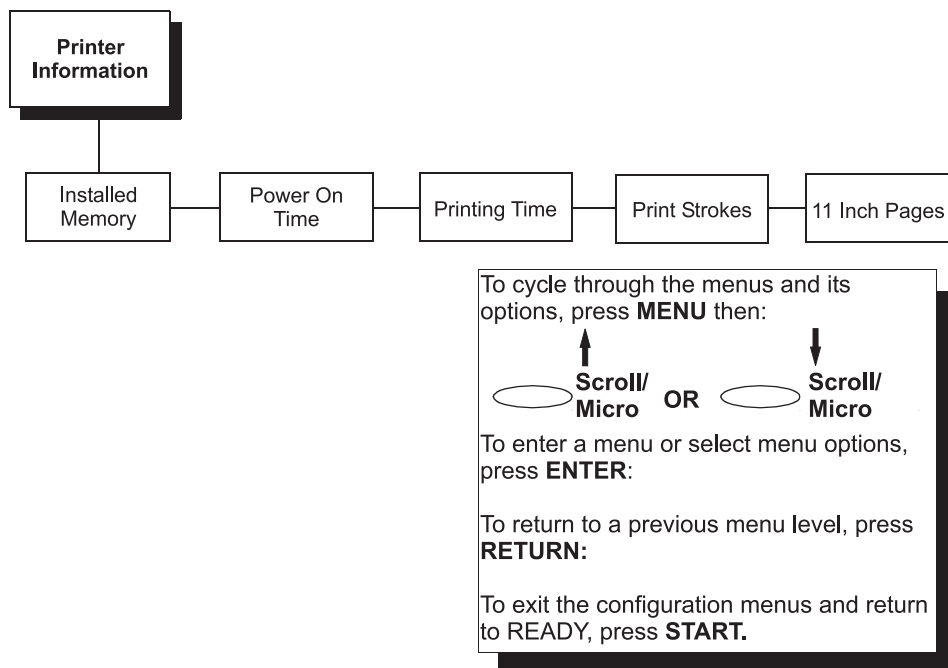 Printer
Information
Installed
Memory
Power On
Time
Printing Time
Print Strokes
11 Inch Pages
To cycle through the menus and its
options, press MENU then:
Scroll/
Micro
OR
Scroll/
Micro
To enter a menu or select menu options,
press ENTER:
To return to a previous menu level, press
RETURN:
To exit the configuration menus and return
to READY, press START.